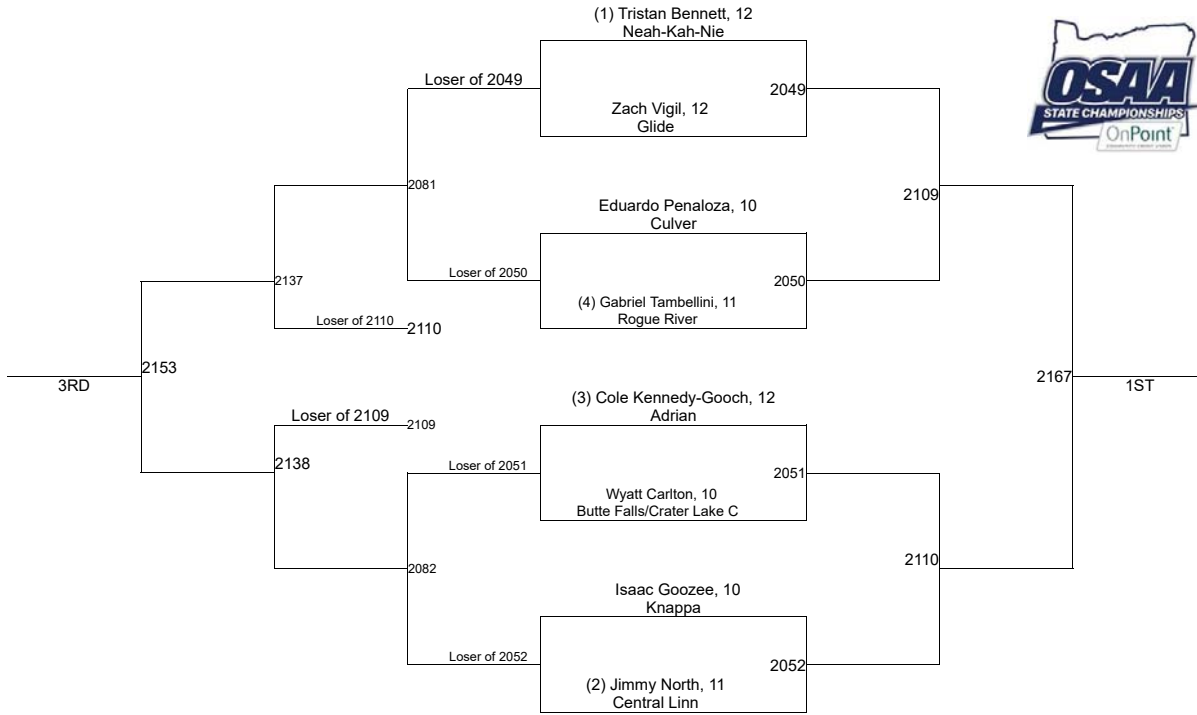 (1) Tristan Bennett, 12
Neah-Kah-Nie
OSAA
STATE CHAMPIONSHIPS
OnPoint
Loser of 2049
2049
Zach Vigil, 12
Glide
2081
2109
Eduardo Penaloza, 10
Culver
Loser of 2050
2050
2137
(4) Gabriel Tambellini, 11
Rogue River
Loser of 2110
2110
2153
2167
3RD
1ST
(3) Cole Kennedy-Gooch, 12
Adrian
Loser of 2109
2109
2138
Loser of 2051
2051
Wyatt Carlton, 10
Butte Falls/Crater Lake C
2082
2110
Isaac Goozee, 10
Knappa
Loser of 2052
2052
(2) Jimmy North, 11
Central Linn